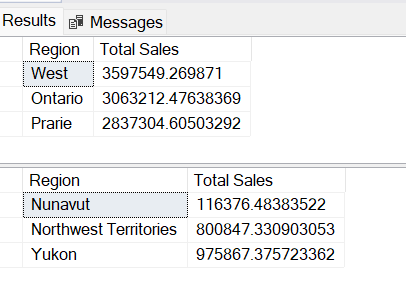 Results Messages
Region Total Sales
West 3597549.269871
Ontario 3063212.47638369
Prarie 2837304.60503292
Region Total Sales
Nunavut 116376.48383522
Northwest Territories 800847.330903053
Yukon 975867.375723362